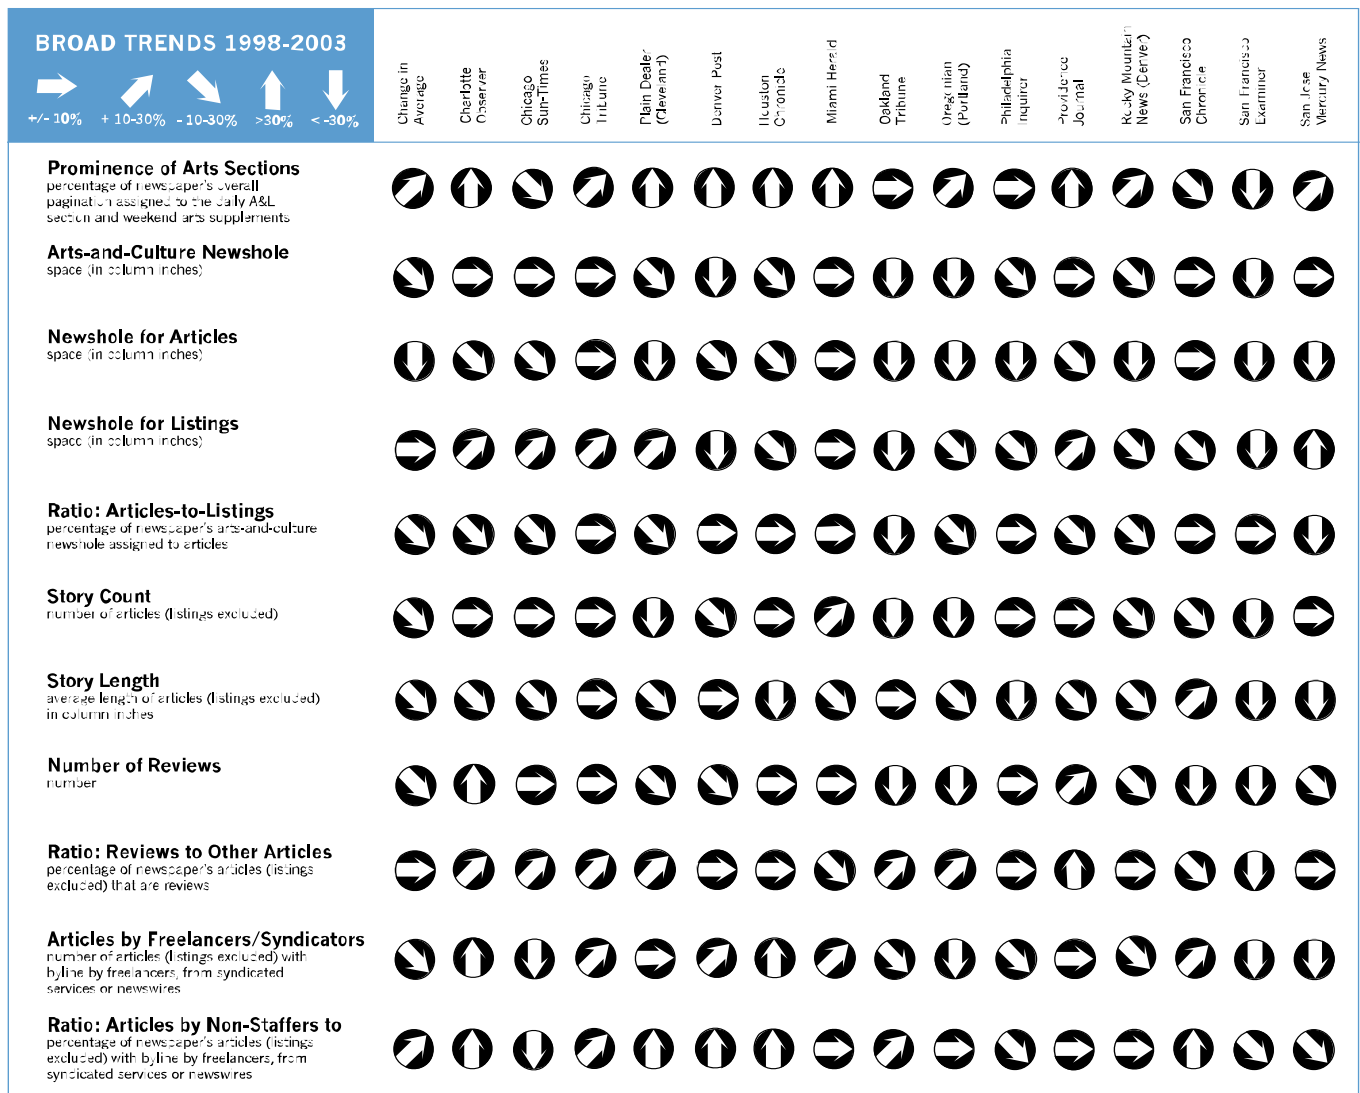 BROAD TRENDS 1998-2003
+/- 10%
+ 10-30%
- 10-30%
>30%
< -30%
Change in
Average
Charlotte
Observer
Chicago
Sun-Times
Chicago
Tribune
Plain Dealer
(Cleveland)
Denver Post
Houston
Chronicle
Miami Herald
Oakland
Tribune
Oregonian
(Portland)
Philadelphia
Inquirer
Providence
Journal
Rocky Mountain
News (Denver)
San Francisco
Chronicle
San Francisco
Examiner
San Jose
Mercury News
Prominence of Arts Sections
percentage of newspaper's overall
pagination assigned to the daily A&L
section and weekend arts supplements
Arts-and-Culture Newshole
space (in column inches)
Newshole for Articles
space (in column inches)
Newshole for Listings
space (in column inches)
Ratio: Articles-to-Listings
percentage of newspaper's arts-and-culture
newshole assigned to articles
Story Count
number of articles (listings excluded)
Story Length
average length of articles (listings excluded)
in column inches
Number of Reviews
number
Ratio: Reviews to Other Articles
percentage of newspaper's articles (listings
excluded) that are reviews
Articles by Freelancers/Syndicators
number of articles (listings excluded) with
byline by freelancers, from syndicated
services or newswires
Ratio: Articles by Non-Staffers to
percentage of newspaper's articles (listings
excluded) with byline by freelancers, from
syndicated services or newswires